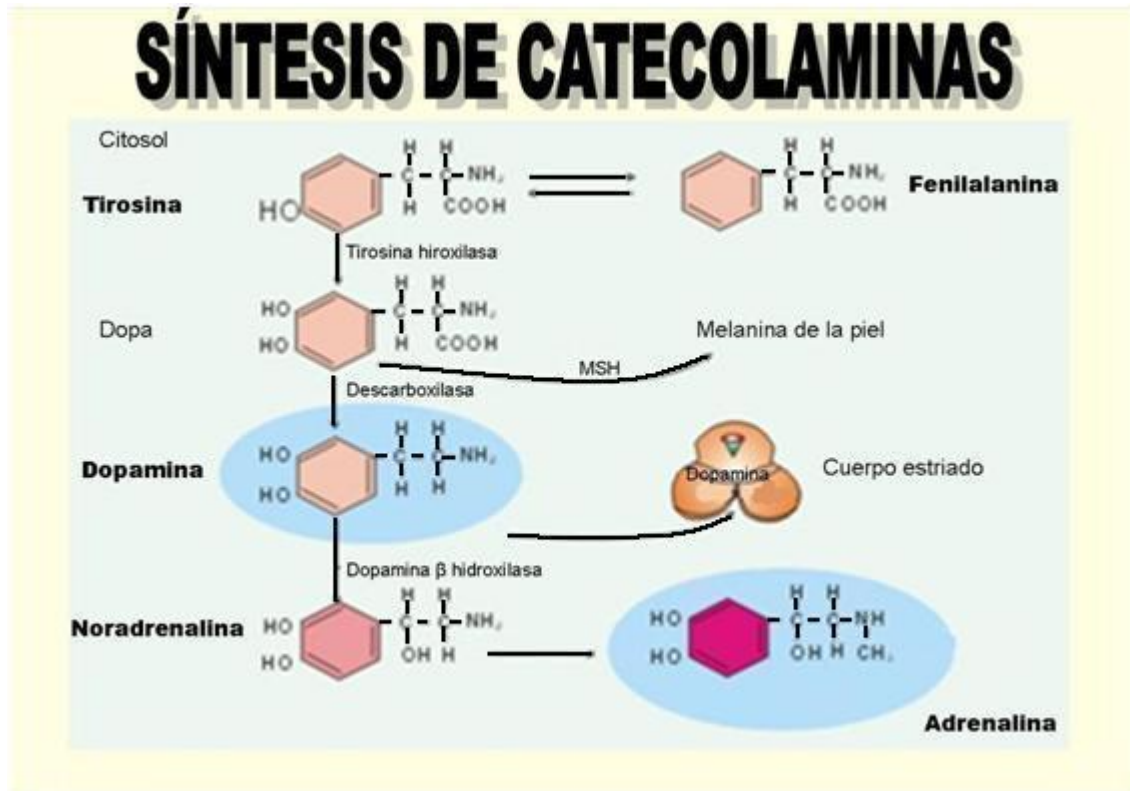 SÍNTESIS DE CATECOLAMINAS
Citosol
Tirosina
HO
H H
C - C - NH₂
H COOH
H H
C - C - NH₂
H COOH
Fenilalanina
Tirosina hiroxilasa
Dopa
HO
HO
H H
C - C - NH₂
H COOH
Melanina de la piel
MSH
Descarboxilasa
Dopamina
HO
HO
H H
C - C - NH₂
H H
Dopamina
Cuerpo estriado
Dopamina β hidroxilasa
Noradrenalina
HO
HO
H H
C - C - NH₂
OH H
HO
HO
H H
C - C - NH
OH H CH₃
Adrenalina